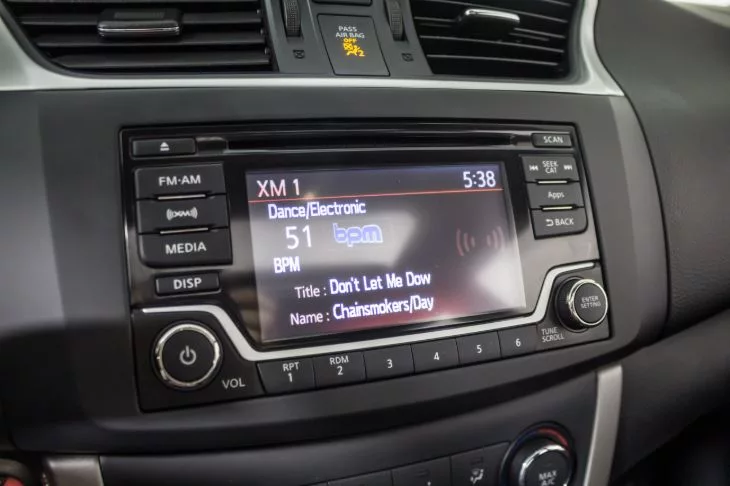 PASS
AIR BAG
OFF
2
SCAN
FM·AM
XM 1
5:38
SEEK
CAT
Dance/Electronic
((XM))
51 bpm
Apps
MEDIA
BPM
BACK
DISP
Title : Don't Let Me Dow
Name : Chainsmokers/Day
ENTER
SETTING
TUNE
SCROLL
VOL
RPT
1
RDM
2
3
4
5
6
MAX
A/C